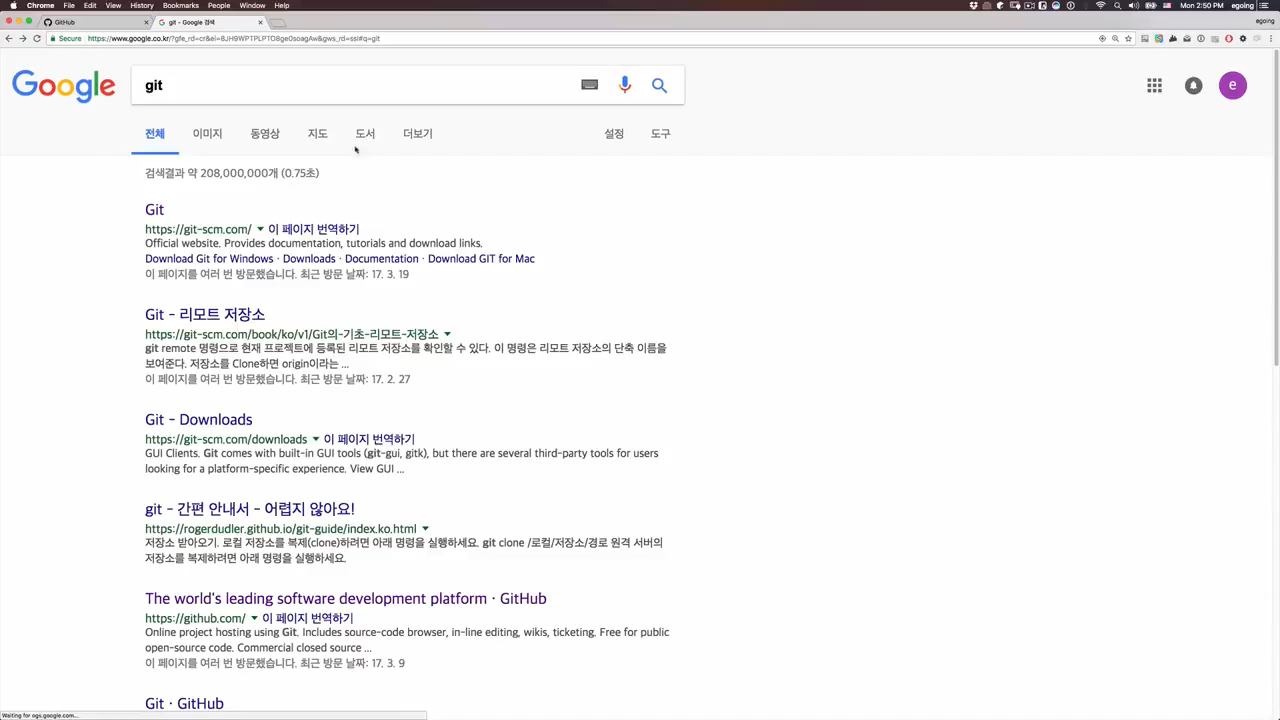 Chrome File Edit View History Bookmarks People Window Help Mon 2:50 PM egoing
GitHub git - Google 검색 egoing
Secure https://www.google.co.kr/?gfe_rd=cr&ei=8JH9WPTPLPTO8ge0soagAw&gws_rd=ssl#q=git
Google git e
전체 이미지 동영상 지도 도서 더보기 설정 도구
검색결과 약 208,000,000개 (0.75초)
Git
https://git-scm.com/ 이 페이지 번역하기
Official website. Provides documentation, tutorials and download links.
Download Git for Windows · Downloads · Documentation · Download GIT for Mac
이 페이지를 여러 번 방문했습니다. 최근 방문 날짜: 17. 3. 19
Git - 리모트 저장소
https://git-scm.com/book/ko/v1/Git의-기초-리모트-저장소
git remote 명령으로 현재 프로젝트에 등록된 리모트 저장소를 확인할 수 있다. 이 명령은 리모트 저장소의 단축 이름을
보여준다. 저장소를 Clone하면 origin이라는 ...
이 페이지를 여러 번 방문했습니다. 최근 방문 날짜: 17. 2. 27
Git - Downloads
https://git-scm.com/downloads 이 페이지 번역하기
GUI Clients. Git comes with built-in GUI tools (git-gui, gitk), but there are several third-party tools for users
looking for a platform-specific experience. View GUI ...
git - 간편 안내서 - 어렵지 않아요!
https://rogerdudler.github.io/git-guide/index.ko.html
저장소 받아오기. 로컬 저장소를 복제(clone)하려면 아래 명령을 실행하세요. git clone /로컬/저장소/경로 원격 서버의
저장소를 복제하려면 아래 명령을 실행하세요.
The world's leading software development platform · GitHub
https://github.com/ 이 페이지 번역하기
Online project hosting using Git. Includes source-code browser, in-line editing, wikis, ticketing. Free for public
open-source code. Commercial closed source ...
이 페이지를 여러 번 방문했습니다. 최근 방문 날짜: 17. 3. 9
Git · GitHub
Waiting for ogs.google.com...